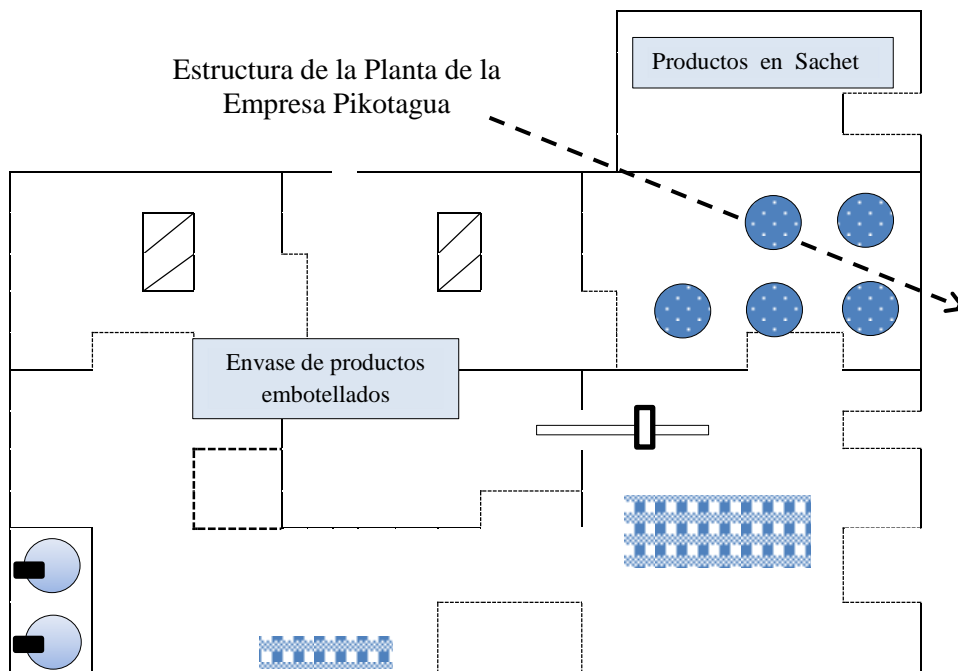 Estructura de la Planta de la
Empresa Pikotagua
Productos en Sachet
Envase de productos
embotellados